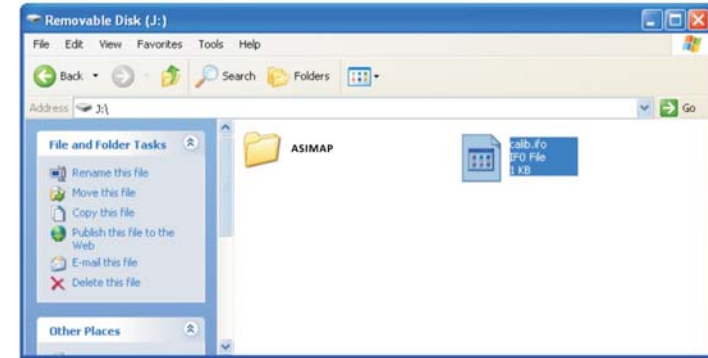 Removable Disk (J:)
File Edit View Favorites Tools Help
Back Search Folders
Address J:\ Go
File and Folder Tasks
Rename this file
Move this file
Copy this file
Publish this file to the
Web
E-mail this file
Delete this file
Other Places
ASIMAP
calib.ifo
IFO File
1 KB